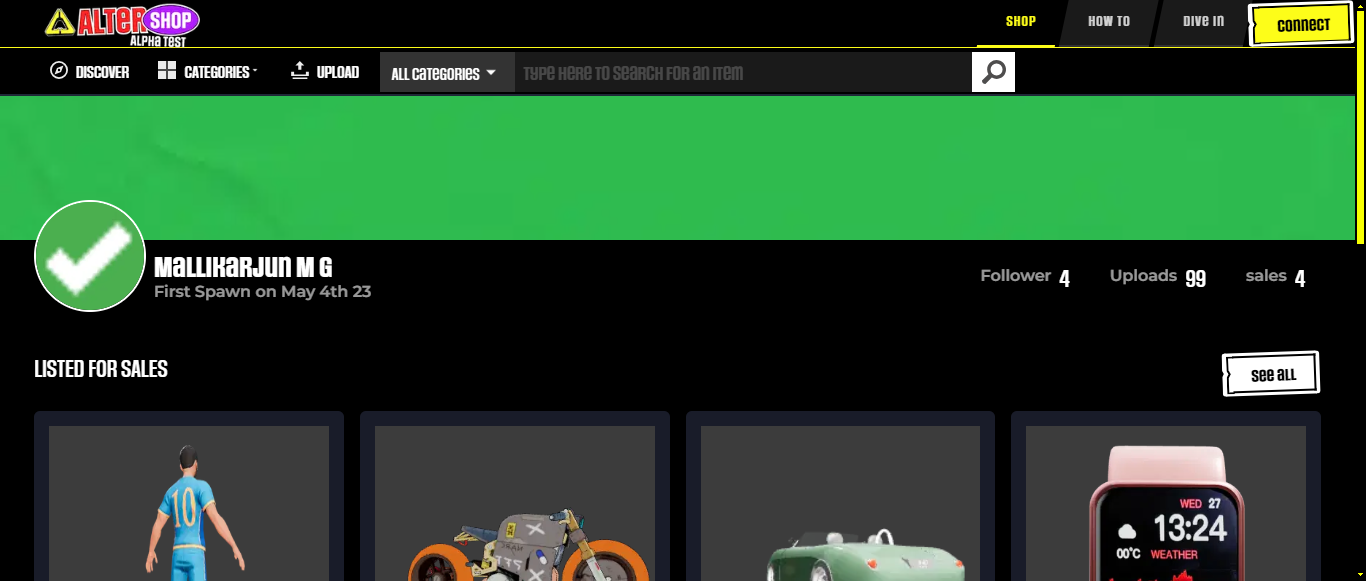 ALTER SHOP
ALPHA TEST
SHOP
HOW TO
DIVE IN
CONNECT
DISCOVER
CATEGORIES
UPLOAD
ALL CATEGORIES
TYPE HERE TO SEARCH FOR AN ITEM
MALLIKARJUN M G
First Spawn on May 4th 23
Follower 4
Uploads 99
sales 4
LISTED FOR SALES
See ALL
10
WED 27
13:24
00°C WEATHER